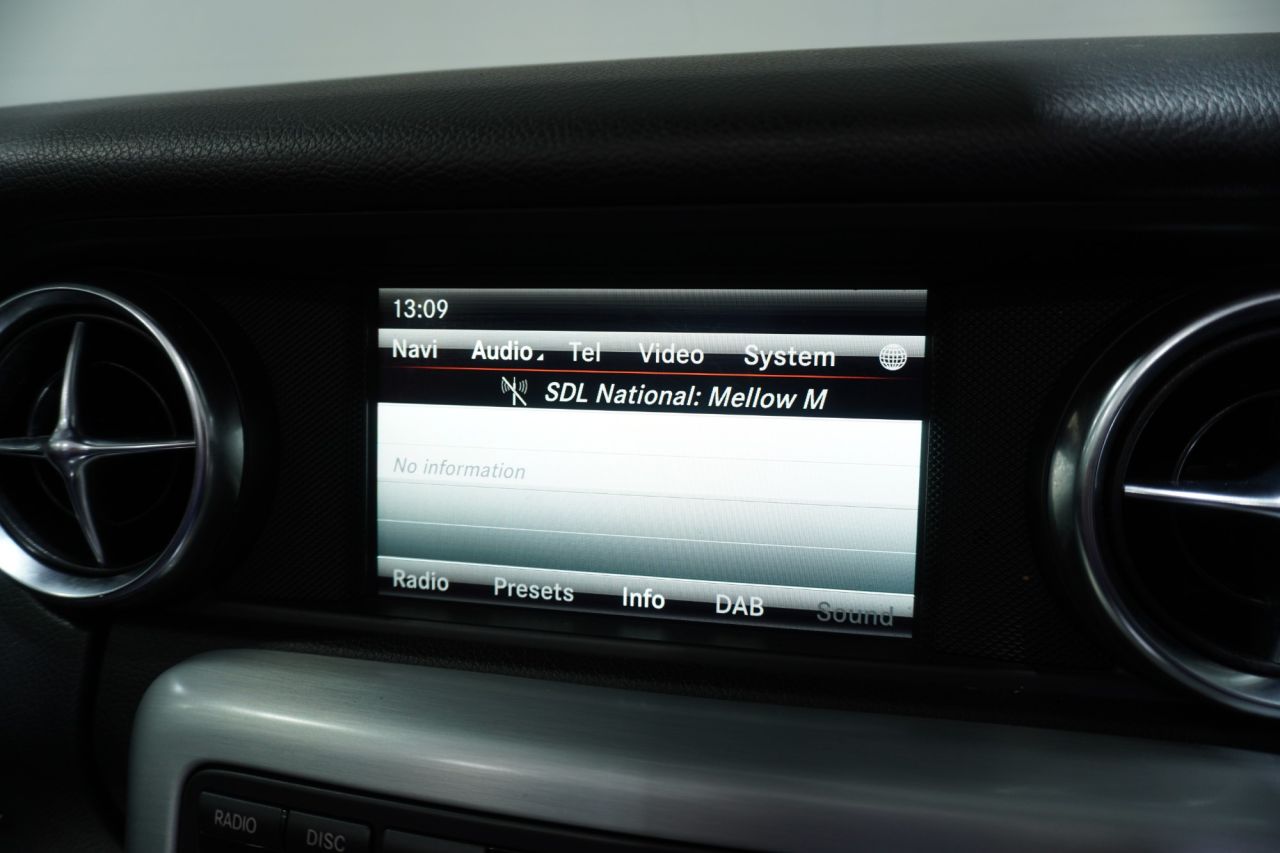 13:09
Navi Audio Tel Video System
SDL National: Mellow M
No information
Radio Presets Info DAB Sound
RADIO DISC